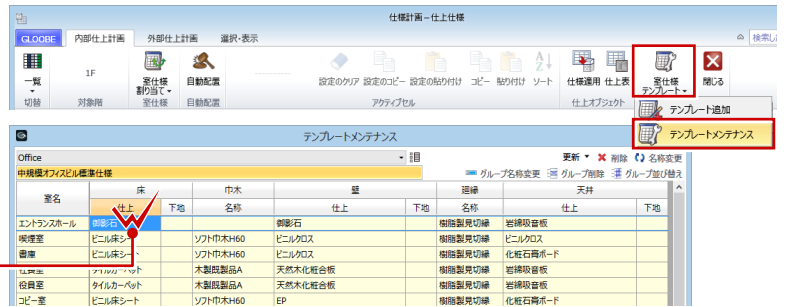 仕様計画－仕上仕様
GLOOBE 内部仕上計画 外部仕上計画 選択・表示
一覧 1F 室仕様 割り当て 自動配置 設定のクリア 設定のコピー 設定の貼り付け コピー 貼り付け ソート 仕様適用 仕上表 室仕様 テンプレート 閉じる
切替 対象階 室仕様 自動配置 アクティブセル 仕上オブジェクト
テンプレート追加
テンプレートメンテナンス
テンプレートメンテナンス
Office 更新 削除 名称変更
中規模オフィスビル標準仕様 グループ名称変更 グループ削除 グループ並び替え
室名 床 巾木 壁 廻縁 天井
仕上 下地 名称 仕上 下地 名称 仕上 下地
エントランスホール 御影石 御影石 樹脂製見切縁 岩綿吸音板
喫煙室 ビニル床シート ソフト巾木H60 ビニルクロス 樹脂製見切縁 ビニルクロス
書庫 ビニル床シート ソフト巾木H60 ビニルクロス 樹脂製見切縁 化粧石膏ボード
社長室 タイルカーペット 木製既製品A 天然木化粧合板 樹脂製見切縁 岩綿吸音板
役員室 タイルカーペット 木製既製品A 天然木化粧合板 樹脂製見切縁 岩綿吸音板
コピー室 ビニル床シート ソフト巾木H60 EP 樹脂製見切縁 化粧石膏ボード